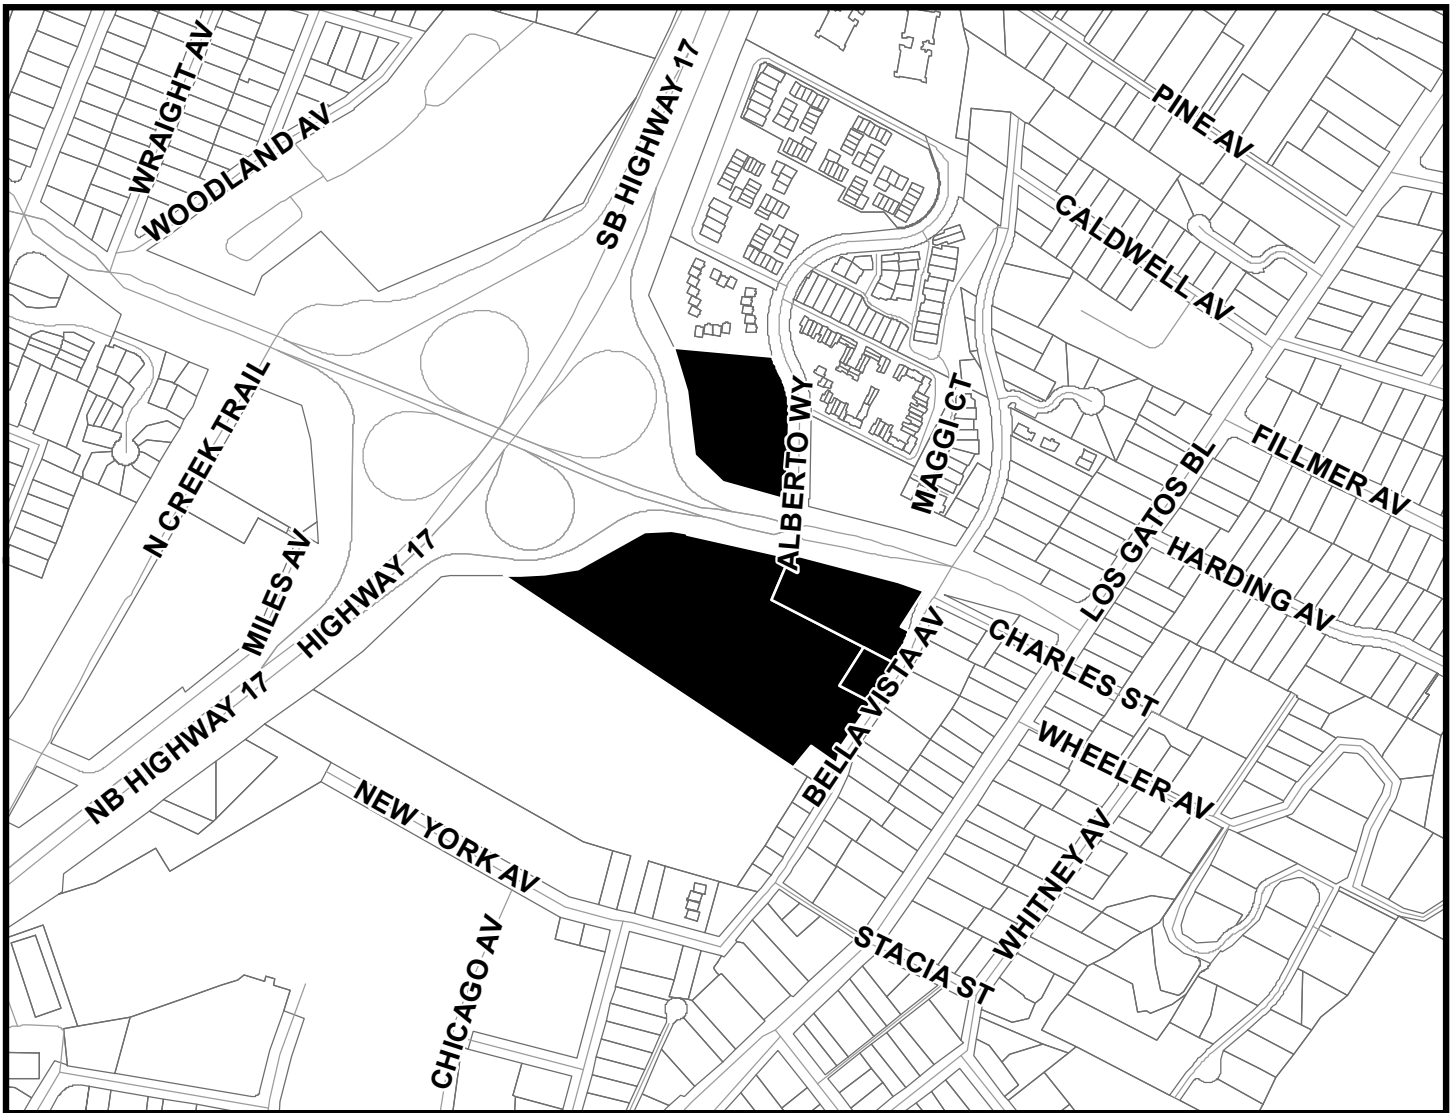 WRAIGHT AV
WOODLAND AV
SB HIGHWAY 17
PINE AV
CALDWELL AV
N CREEK TRAIL
ALBERTO WY
MAGGI CT
LOS GATOS BL
FILLMER AV
HARDING AV
MILES AV
HIGHWAY 17
NB HIGHWAY 17
BELLA VISTA AV
CHARLES ST
WHEELER AV
NEW YORK AV
WHITNEY AV
CHICAGO AV
STACIA ST